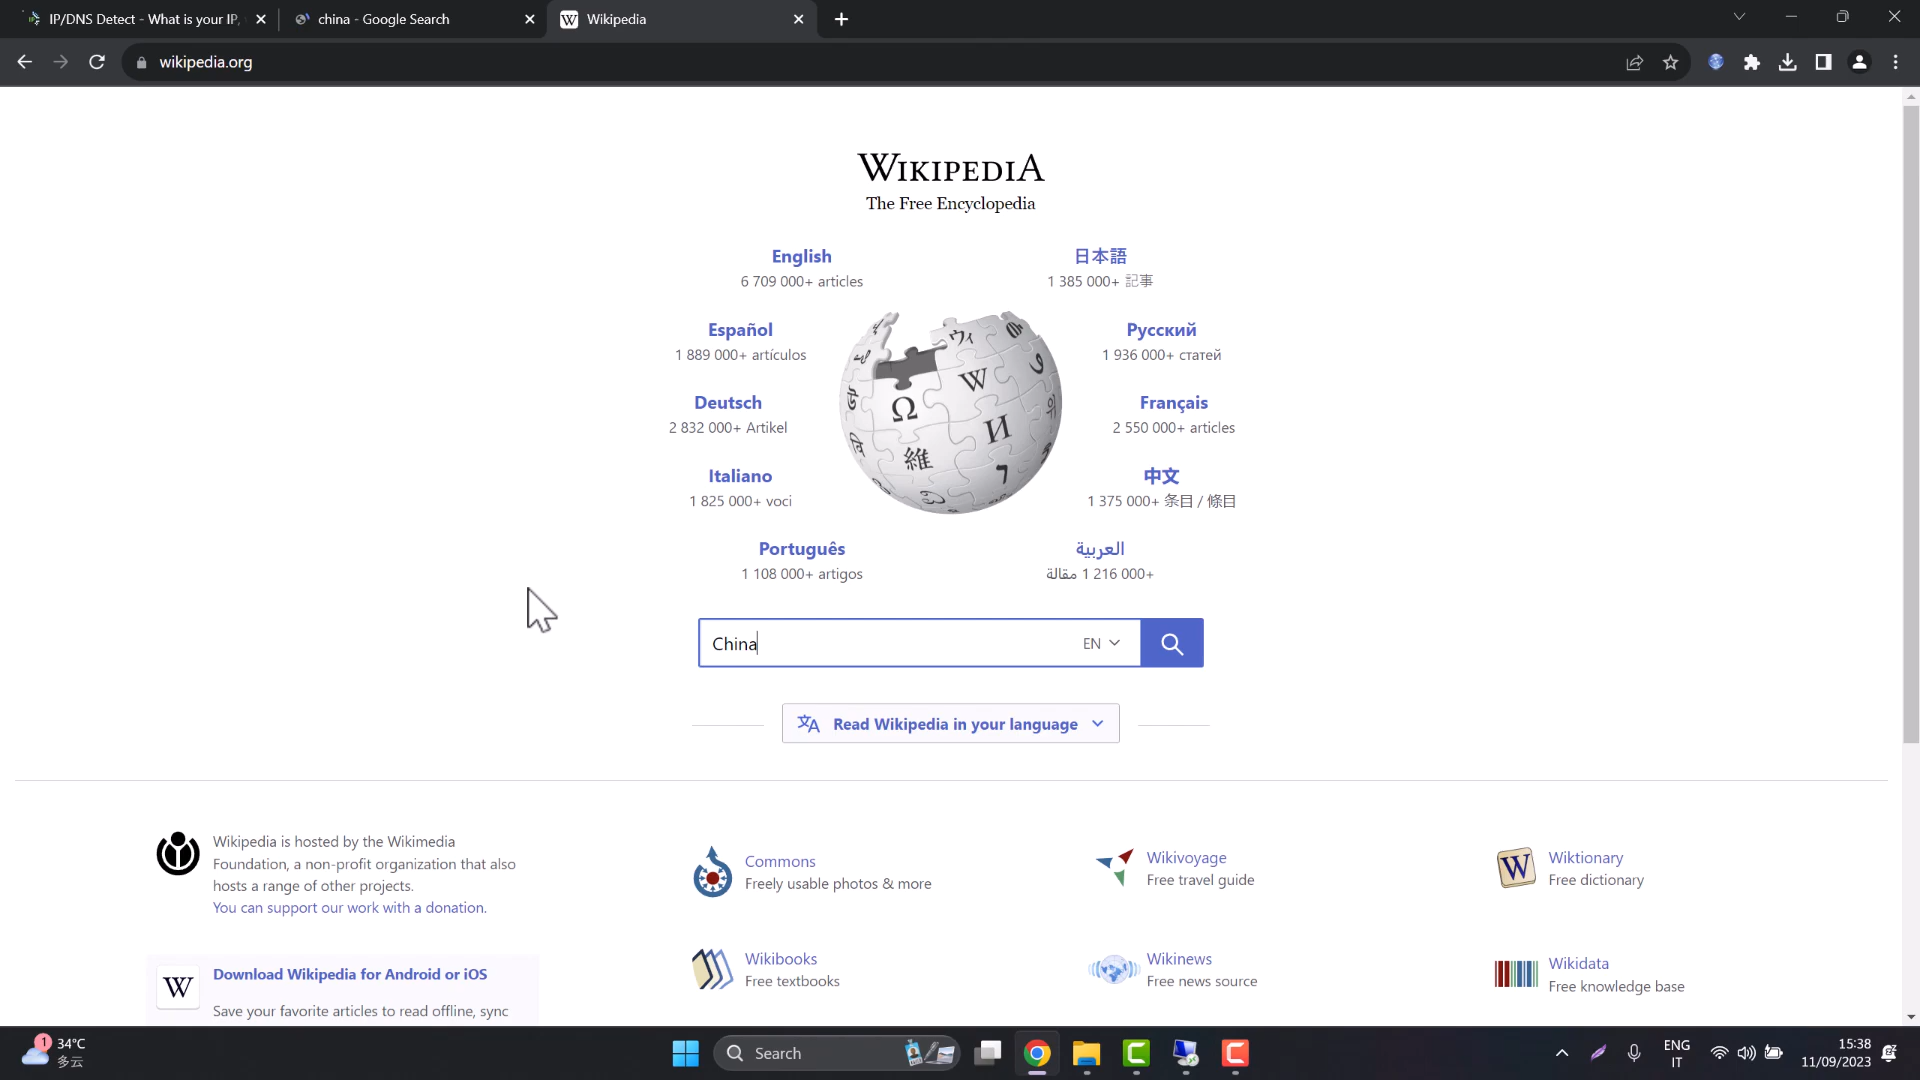 IP/DNS Detect - What is your IP,
china - Google Search
Wikipedia
wikipedia.org
WIKIPEDIA
The Free Encyclopedia
English
6 709 000+ articles
日本語
1 385 000+ 記事
Español
1 889 000+ artículos
Русский
1 936 000+ статей
Deutsch
2 832 000+ Artikel
Français
2 550 000+ articles
Italiano
1 825 000+ voci
中文
1 375 000+ 条目 / 條目
Português
1 108 000+ artigos
العربية
1 216 000+ مقالة
China
EN
Read Wikipedia in your language
Wikipedia is hosted by the Wikimedia
Foundation, a non-profit organization that also
hosts a range of other projects.
You can support our work with a donation.
Download Wikipedia for Android or iOS
Save your favorite articles to read offline, sync
Commons
Freely usable photos & more
Wikivoyage
Free travel guide
Wiktionary
Free dictionary
Wikibooks
Free textbooks
Wikinews
Free news source
Wikidata
Free knowledge base
1
34°C
多云
Search
ENG
IT
15:38
11/09/2023